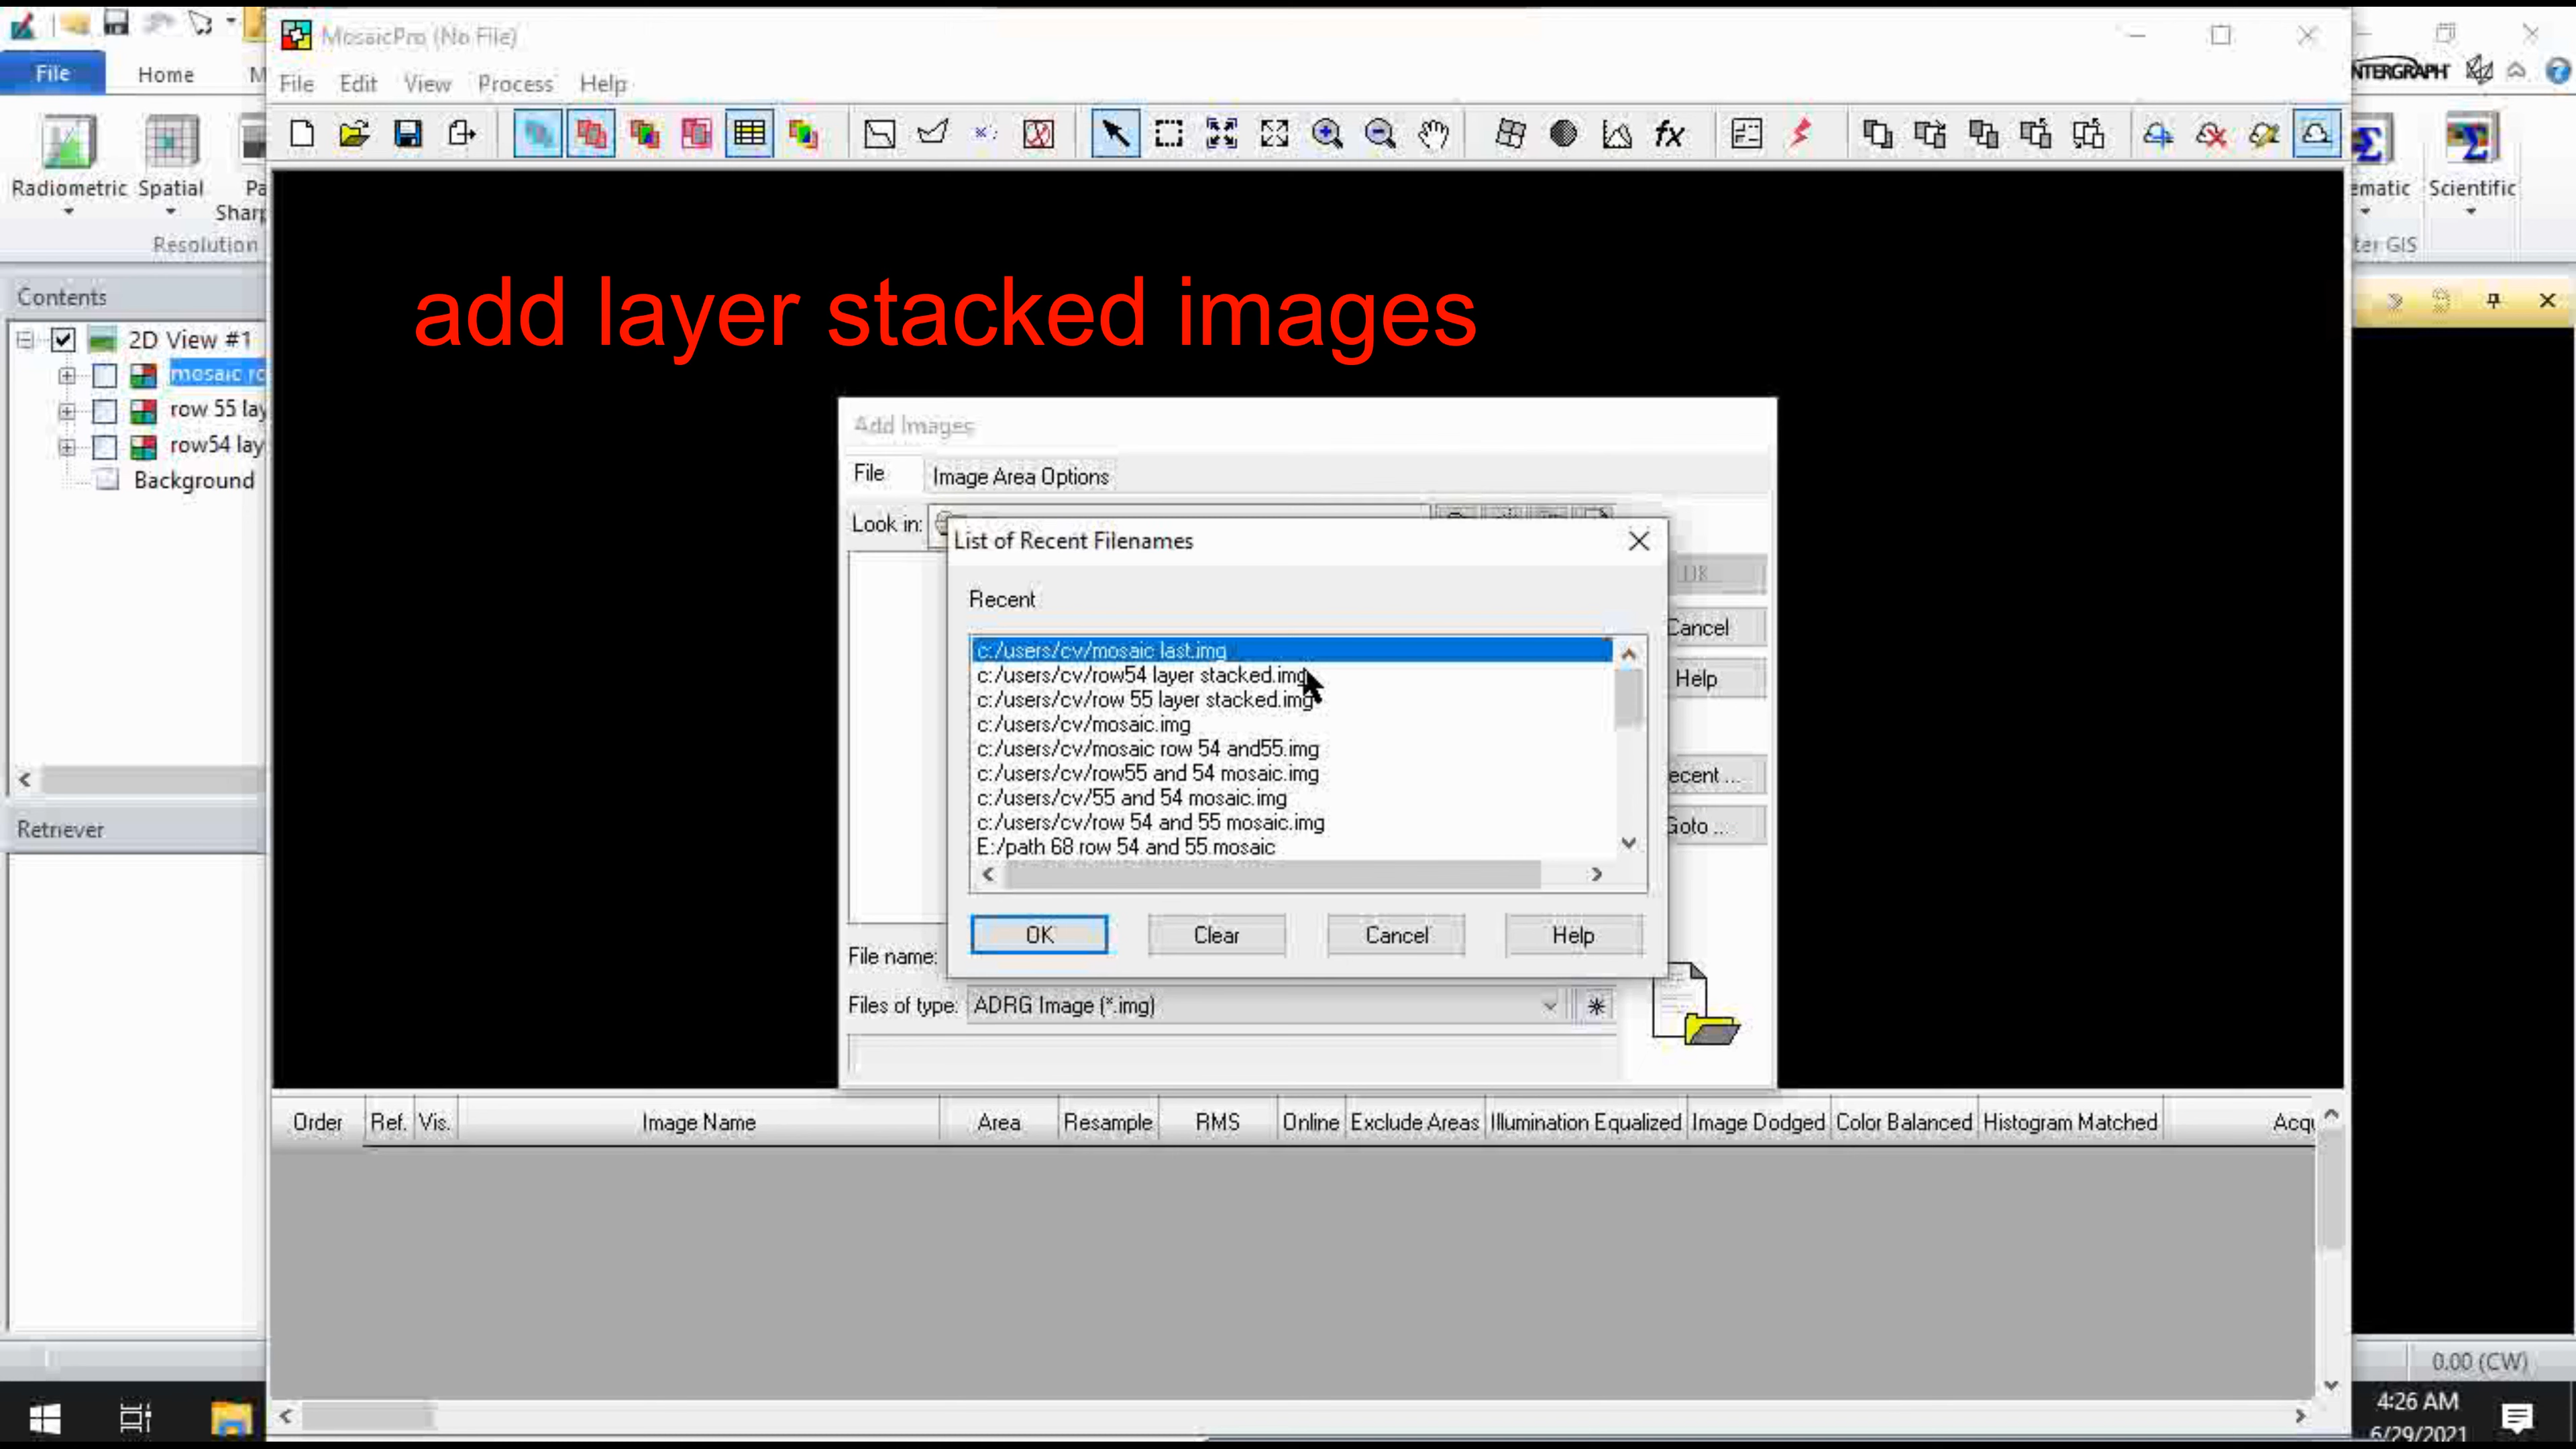 MosaicPro (No File)
File Home
File Edit View Process Help
INTERGRAPH
Radiometric Spatial
Resolution
Scientific
GIS
Contents
2D View #1
mosaic
row 55
row54
Background
Retriever
add layer stacked images
Add Images
File Image Area Options
Look in:
List of Recent Filenames
Recent
c:/users/cv/mosaic last.img
c:/users/cv/row54 layer stacked.img
c:/users/cv/row 55 layer stacked.img
c:/users/cv/mosaic.img
c:/users/cv/mosaic row 54 and55.img
c:/users/cv/row55 and 54 mosaic.img
c:/users/cv/55 and 54 mosaic.img
c:/users/cv/row 54 and 55 mosaic.img
E:/path 68 row 54 and 55 mosaic
OK Clear Cancel Help
OK
Cancel
Help
Goto ...
File name:
Files of type: ADRG Image (*.img)
Order Ref. Vis. Image Name Area Resample RMS Online Exclude Areas Illumination Equalized Image Dodged Color Balanced Histogram Matched
0.00 (CW)
4:26 AM
6/29/2021